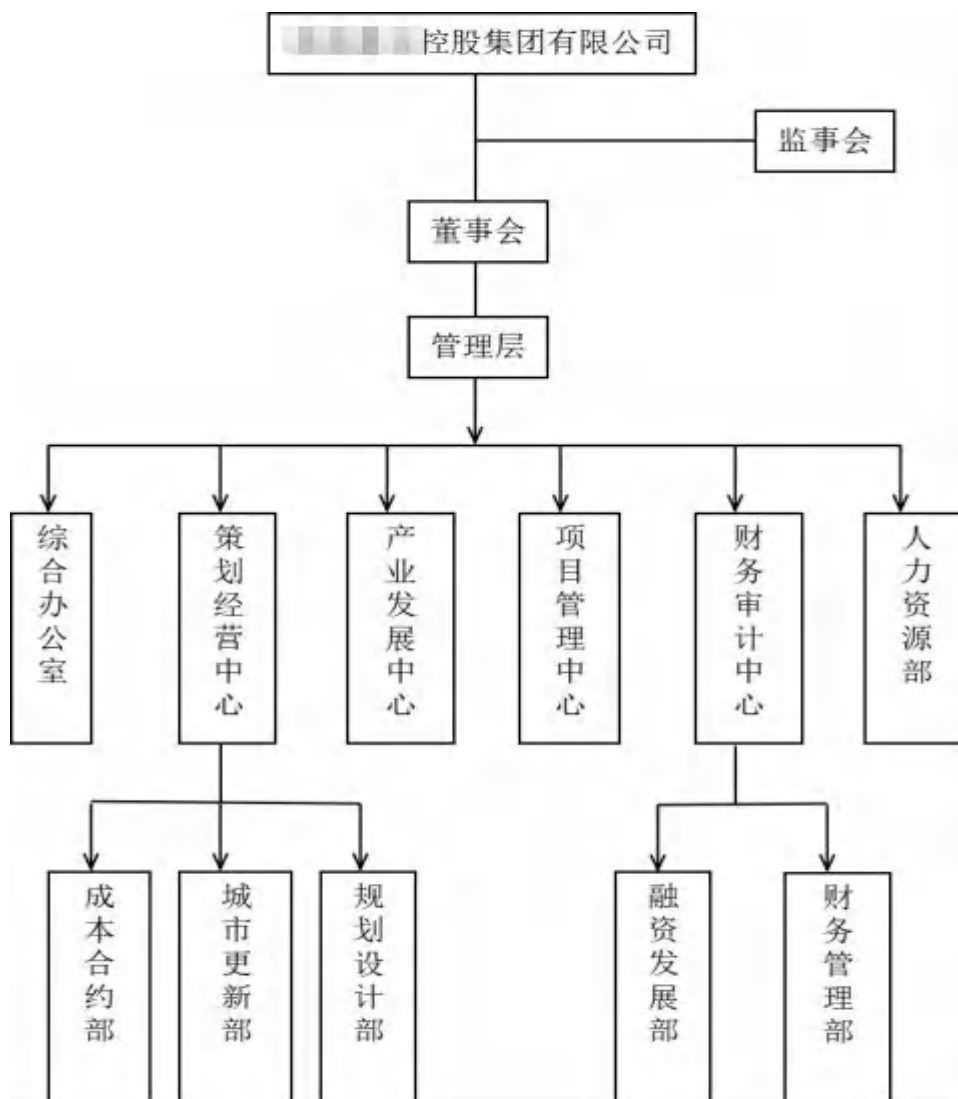 控股集团有限公司
监事会
董事会
管理层
综合办公室
策划经营中心
产业发展中心
项目管理中心
财务审计中心
人力资源部
成本合约部
城市更新部
规划设计部
融资发展部
财务管理部